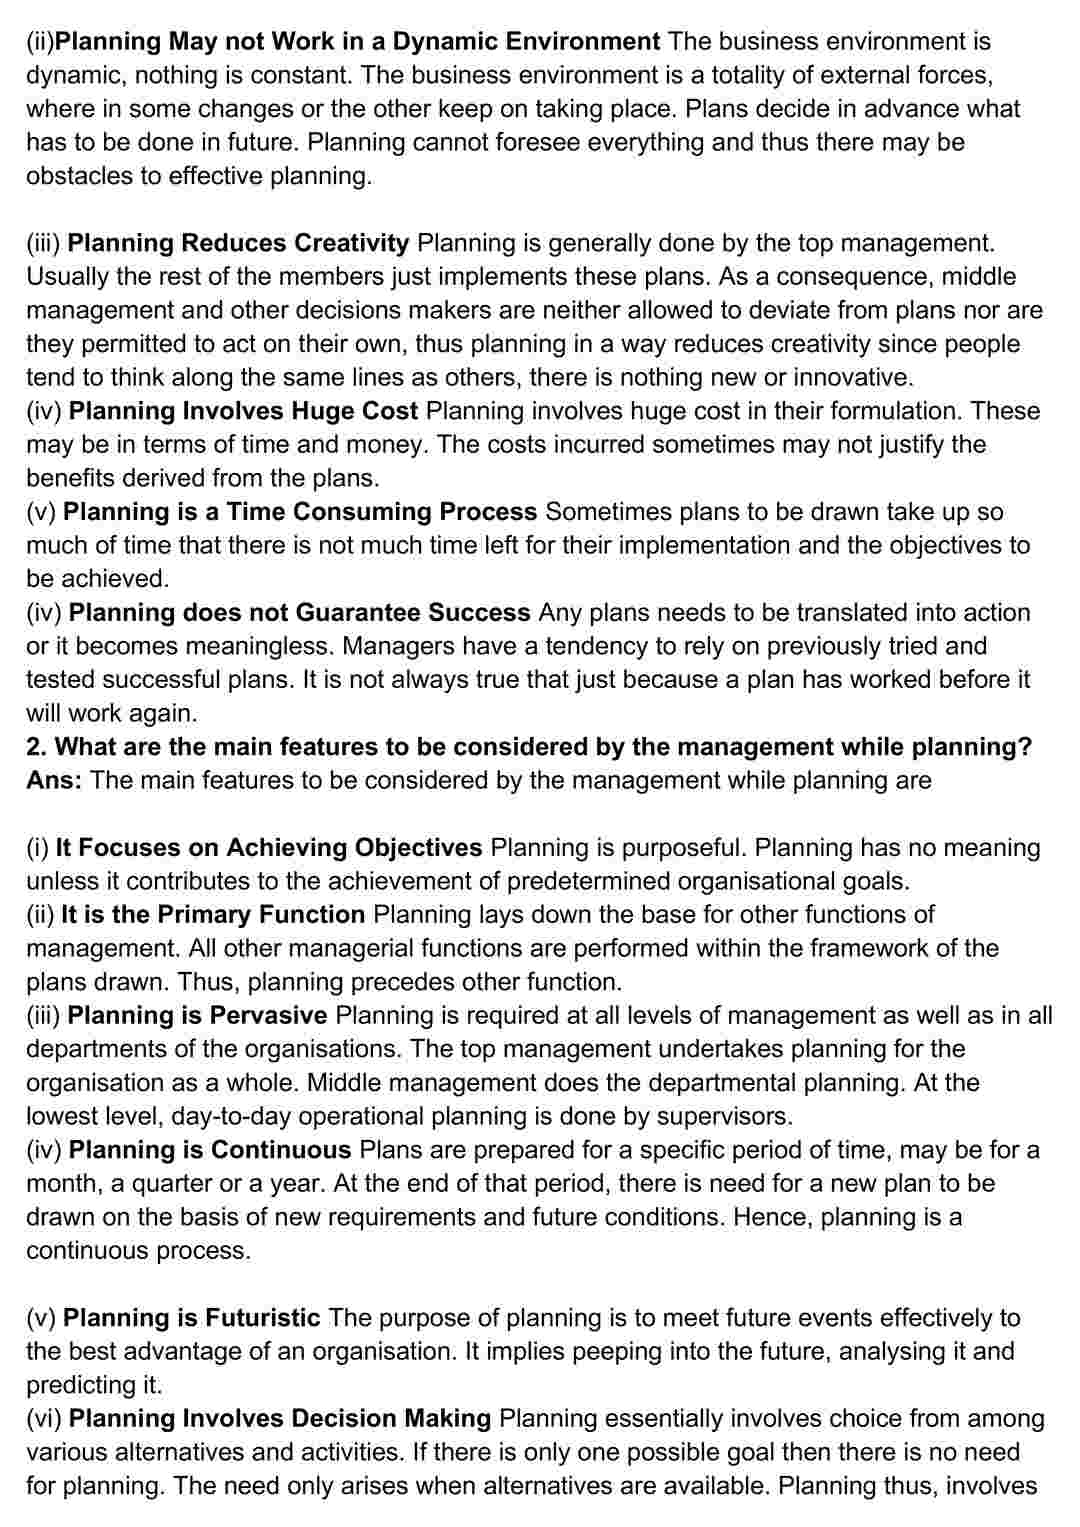 (ii)Planning May not Work in a Dynamic Environment The business environment is
dynamic, nothing is constant. The business environment is a totality of external forces,
where in some changes or the other keep on taking place. Plans decide in advance what
has to be done in future. Planning cannot foresee everything and thus there may be
obstacles to effective planning.
(iii) Planning Reduces Creativity Planning is generally done by the top management.
Usually the rest of the members just implements these plans. As a consequence, middle
management and other decisions makers are neither allowed to deviate from plans nor are
they permitted to act on their own, thus planning in a way reduces creativity since people
tend to think along the same lines as others, there is nothing new or innovative.
(iv) Planning Involves Huge Cost Planning involves huge cost in their formulation. These
may be in terms of time and money. The costs incurred sometimes may not justify the
benefits derived from the plans.
(v) Planning is a Time Consuming Process Sometimes plans to be drawn take up so
much of time that there is not much time left for their implementation and the objectives to
be achieved.
(iv) Planning does not Guarantee Success Any plans needs to be translated into action
or it becomes meaningless. Managers have a tendency to rely on previously tried and
tested successful plans. It is not always true that just because a plan has worked before it
will work again.
2. What are the main features to be considered by the management while planning?
Ans: The main features to be considered by the management while planning are
(i) It Focuses on Achieving Objectives Planning is purposeful. Planning has no meaning
unless it contributes to the achievement of predetermined organisational goals.
(ii) It is the Primary Function Planning lays down the base for other functions of
management. All other managerial functions are performed within the framework of the
plans drawn. Thus, planning precedes other function.
(iii) Planning is Pervasive Planning is required at all levels of management as well as in all
departments of the organisations. The top management undertakes planning for the
organisation as a whole. Middle management does the departmental planning. At the
lowest level, day-to-day operational planning is done by supervisors.
(iv) Planning is Continuous Plans are prepared for a specific period of time, may be for a
month, a quarter or a year. At the end of that period, there is need for a new plan to be
drawn on the basis of new requirements and future conditions. Hence, planning is a
continuous process.
(v) Planning is Futuristic The purpose of planning is to meet future events effectively to
the best advantage of an organisation. It implies peeping into the future, analysing it and
predicting it.
(vi) Planning Involves Decision Making Planning essentially involves choice from among
various alternatives and activities. If there is only one possible goal then there is no need
for planning. The need only arises when alternatives are available. Planning thus, involves